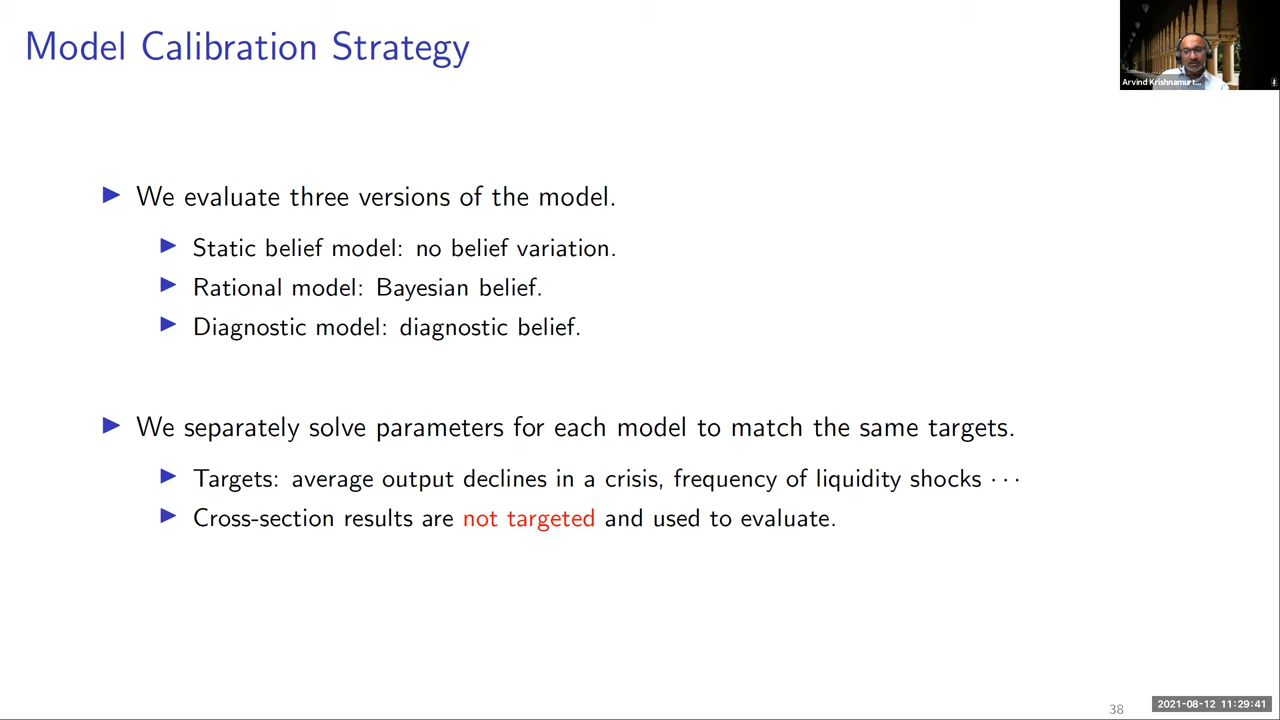 Model Calibration Strategy
Arvind Krishnamurt...
▶ We evaluate three versions of the model.
▶ Static belief model: no belief variation.
▶ Rational model: Bayesian belief.
▶ Diagnostic model: diagnostic belief.
▶ We separately solve parameters for each model to match the same targets.
▶ Targets: average output declines in a crisis, frequency of liquidity shocks · · ·
▶ Cross-section results are not targeted and used to evaluate.
38
2021-08-12 11:29:41